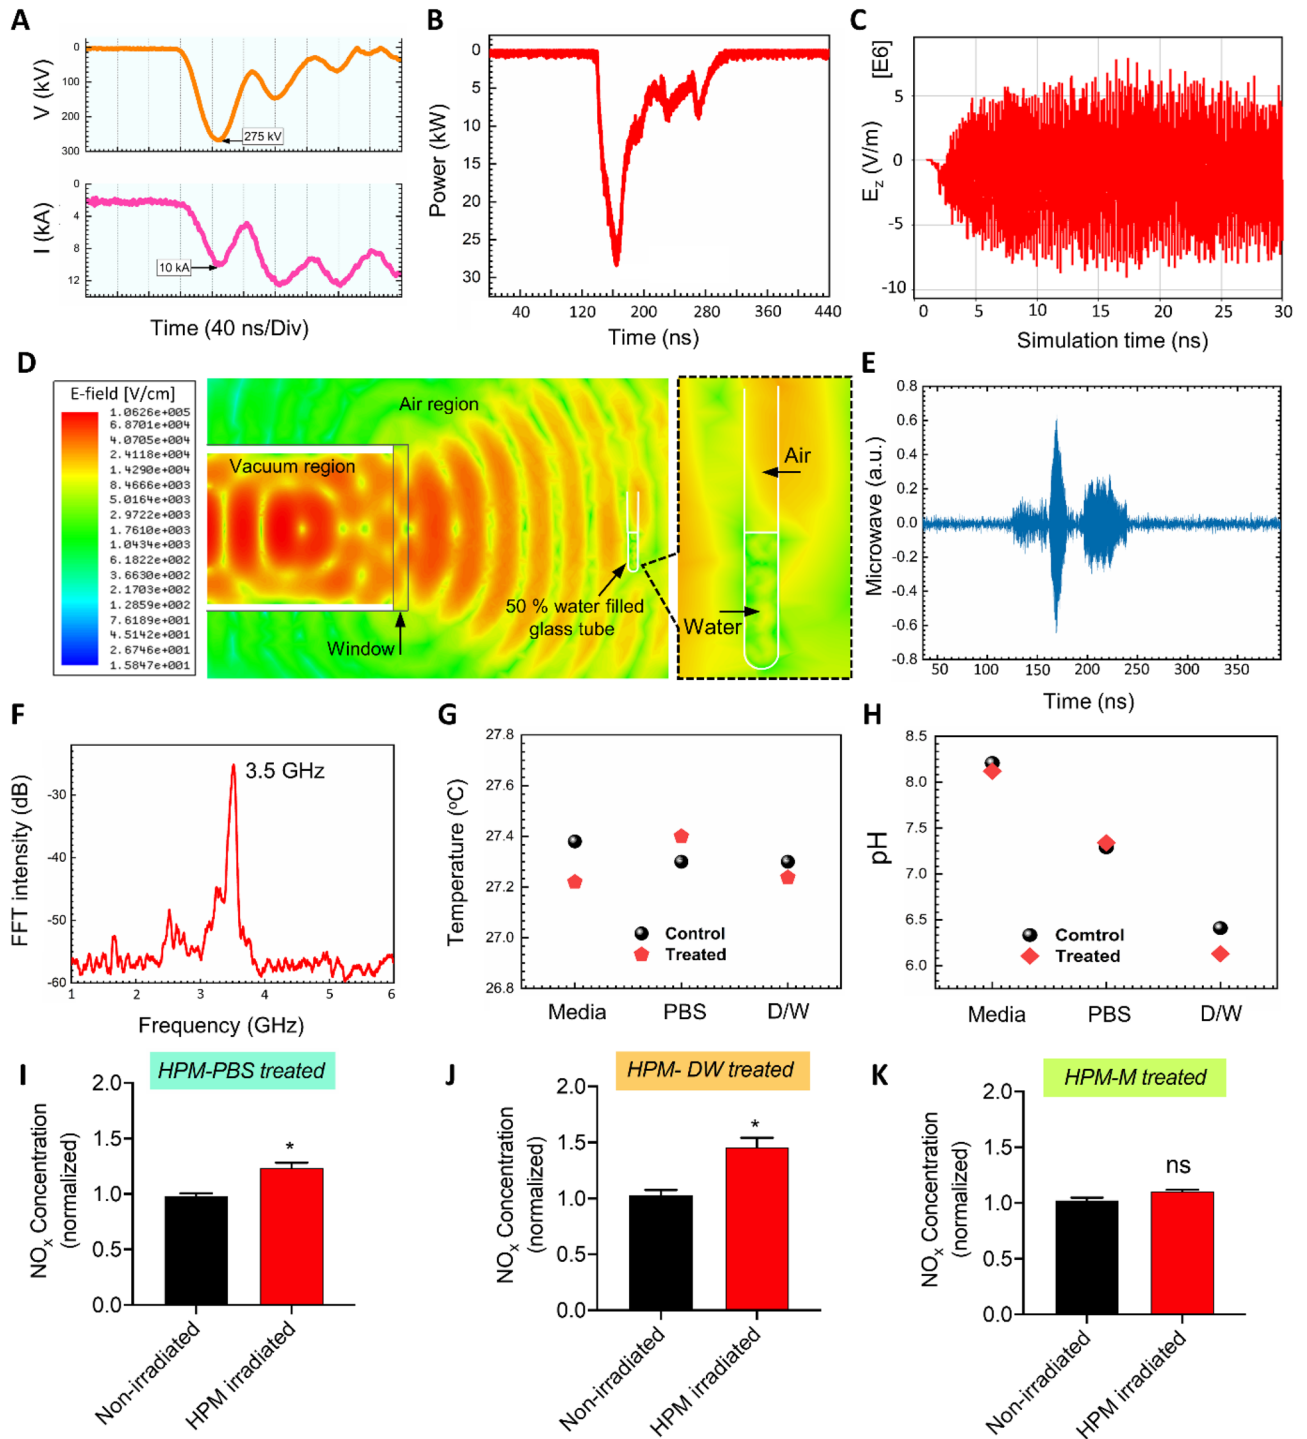 A
V (kV)
0
100
200
300
275 kV
I (kA)
0
4
8
12
10 kA
Time (40 ns/Div)
B
Power (kW)
0
5
10
15
20
25
30
40
120
200
280
360
440
Time (ns)
C
[E6]
E_z (V/m)
5
0
-5
-10
0
5
10
15
20
25
30
Simulation time (ns)
D
E-field [V/cm]
1.0626e+005
6.8701e+004
4.0705e+004
2.4118e+004
1.4290e+004
8.4666e+003
5.0164e+003
2.9722e+003
1.7610e+003
1.0434e+003
6.1822e+002
3.6630e+002
2.1703e+002
1.2859e+002
7.6189e+001
4.5142e+001
2.6746e+001
1.5847e+001
Air region
Vacuum region
Window
50 % water filled
glass tube
Air
Water
E
Microwave (a.u.)
0.8
0.6
0.4
0.2
0.0
-0.2
-0.4
-0.6
-0.8
50
100
150
200
250
300
350
Time (ns)
F
FFT intensity (dB)
-30
-40
-50
-60
3.5 GHz
1
2
3
4
5
6
Frequency (GHz)
G
Temperature (°C)
27.8
27.6
27.4
27.2
27.0
26.8
Control
Treated
Media
PBS
D/W
H
pH
8.5
8.0
7.5
7.0
6.5
6.0
Comtrol
Treated
Media
PBS
D/W
I
HPM-PBS treated
NOx Concentration
(normalized)
2.0
1.5
1.0
0.5
0.0
*
Non-irradiated
HPM irradiated
J
HPM- DW treated
NOx Concentration
(normalized)
2.0
1.5
1.0
0.5
0.0
*
Non-irradiated
HPM irradiated
K
HPM-M treated
NOx Concentration
(normalized)
2.0
1.5
1.0
0.5
0.0
ns
Non-irradiated
HPM irradiated